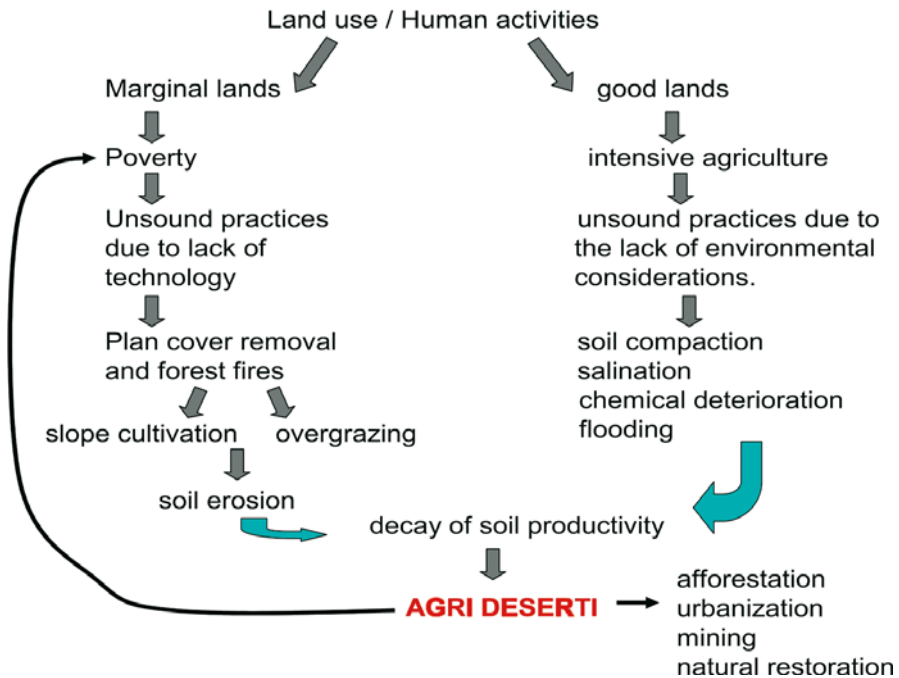 Land use / Human activities
Marginal lands
good lands
Poverty
intensive agriculture
Unsound practices
due to lack of
technology
unsound practices due to
the lack of environmental
considerations.
Plan cover removal
and forest fires
soil compaction
salination
chemical deterioration
flooding
slope cultivation
overgrazing
soil erosion
decay of soil productivity
AGRI DESERTI
afforestation
urbanization
mining
natural restoration